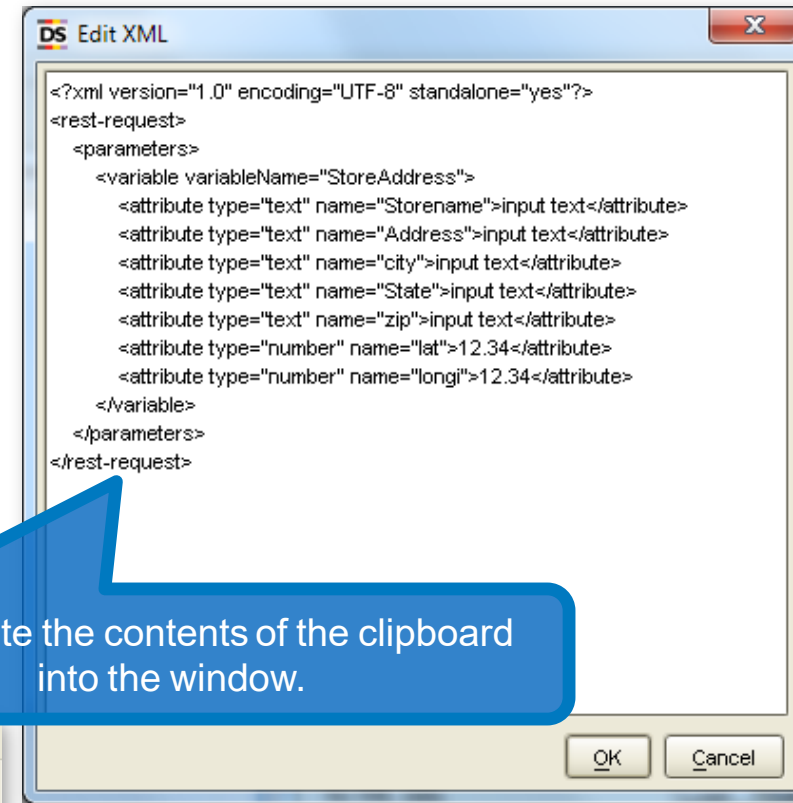 DS Edit XML
<?xml version="1.0" encoding="UTF-8" standalone="yes"?>
<rest-request>
<parameters>
<variable variableName="StoreAddress">
<attribute type="text" name="Storename">input text</attribute>
<attribute type="text" name="Address">input text</attribute>
<attribute type="text" name="city">input text</attribute>
<attribute type="text" name="State">input text</attribute>
<attribute type="text" name="zip">input text</attribute>
<attribute type="number" name="lat">12.34</attribute>
<attribute type="number" name="longi">12.34</attribute>
</variable>
</parameters>
</rest-request>
te the contents of the clipboard
into the window.
OK Cancel